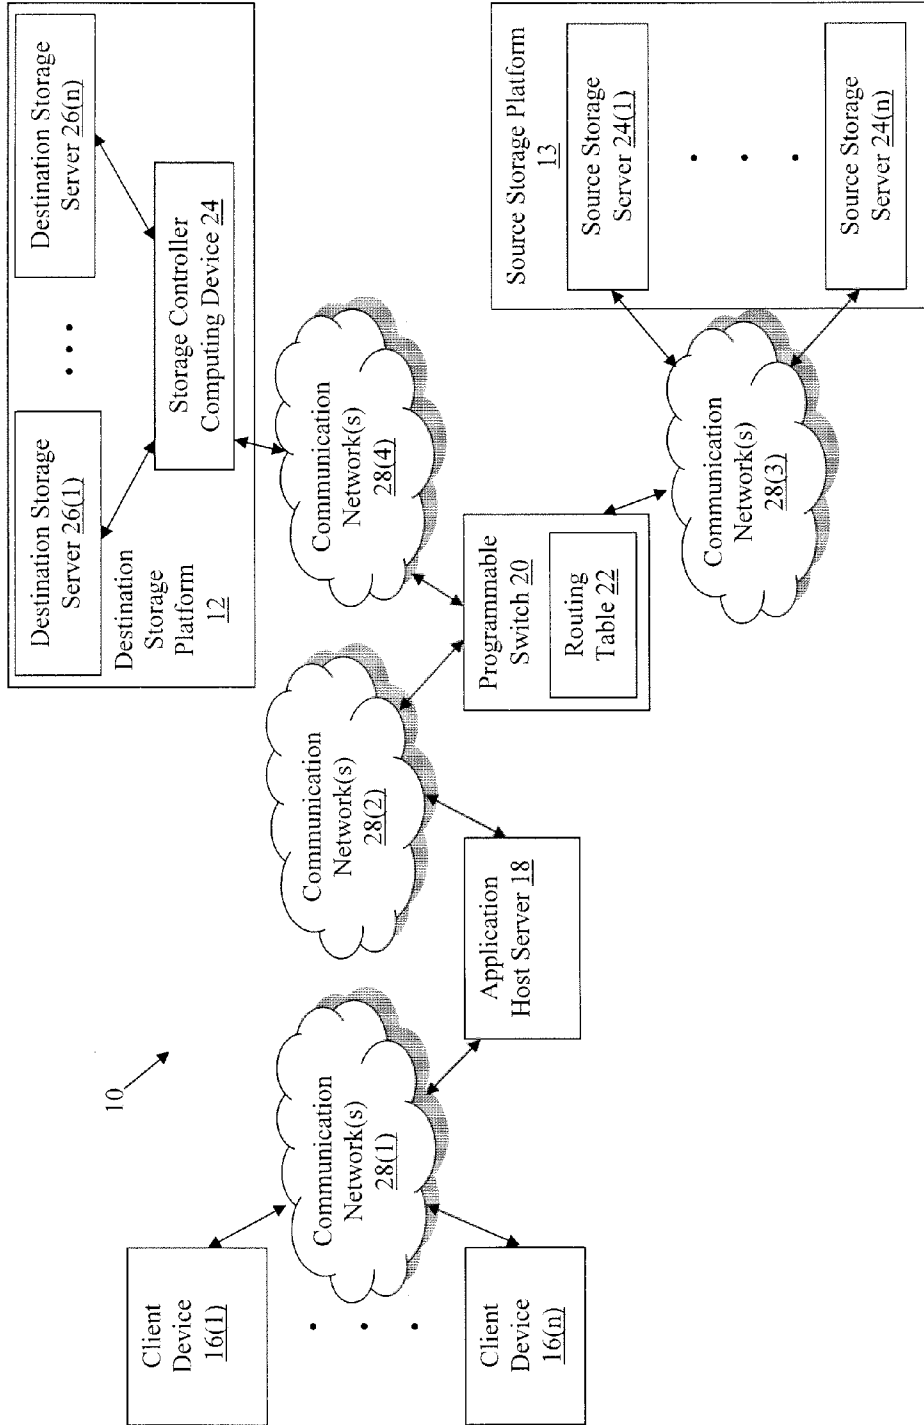 10
Client
Device
16(1)
Client
Device
16(n)
Communication
Network(s)
28(1)
Application
Host Server 18
Communication
Network(s)
28(2)
Programmable
Switch 20
Routing
Table 22
Communication
Network(s)
28(4)
Communication
Network(s)
28(3)
Destination Storage
Server 26(1)
Destination Storage
Server 26(n)
Destination
Storage
Platform
12
Storage Controller
Computing Device 24
Source Storage Platform
13
Source Storage
Server 24(1)
Source Storage
Server 24(n)